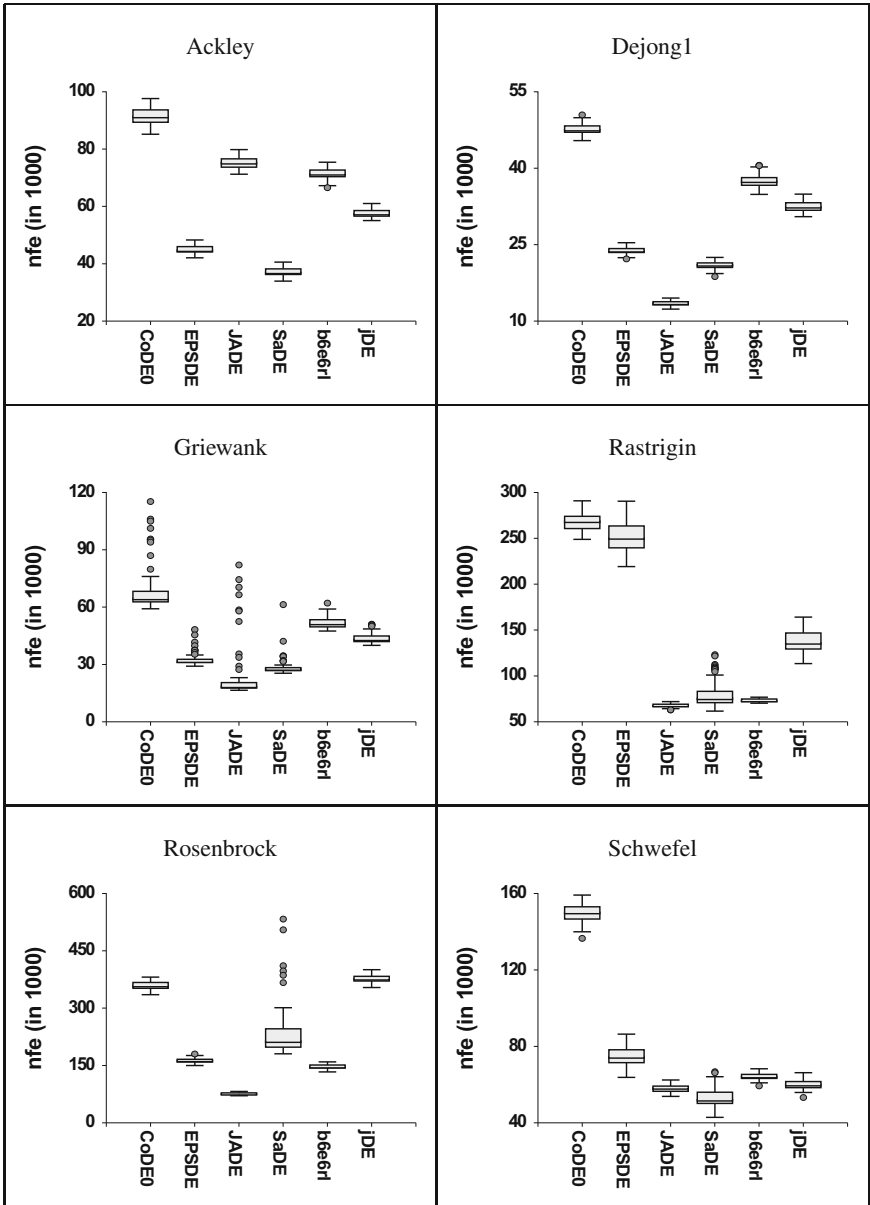 Ackley
nfe (in 1000)
100
80
60
40
20
CoDE0
EPSDE
JADE
SaDE
b6e6rl
jDE
Dejong1
nfe (in 1000)
55
40
25
10
CoDE0
EPSDE
JADE
SaDE
b6e6rl
jDE
Griewank
nfe (in 1000)
120
90
60
30
0
CoDE0
EPSDE
JADE
SaDE
b6e6rl
jDE
Rastrigin
nfe (in 1000)
300
250
200
150
100
50
CoDE0
EPSDE
JADE
SaDE
b6e6rl
jDE
Rosenbrock
nfe (in 1000)
600
450
300
150
0
CoDE0
EPSDE
JADE
SaDE
b6e6rl
jDE
Schwefel
nfe (in 1000)
160
120
80
40
CoDE0
EPSDE
JADE
SaDE
b6e6rl
jDE